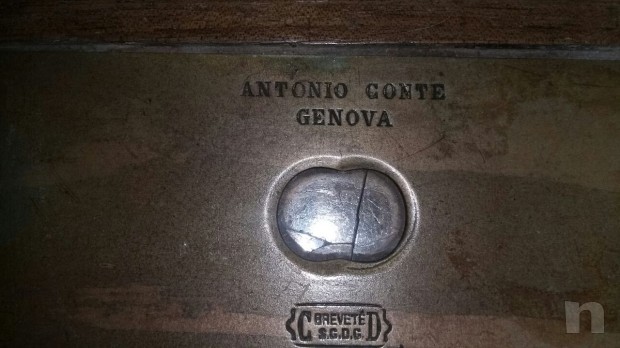 ANTONIO CONTE
GENOVA
C BREVETÉ D
S.G.D.G
n